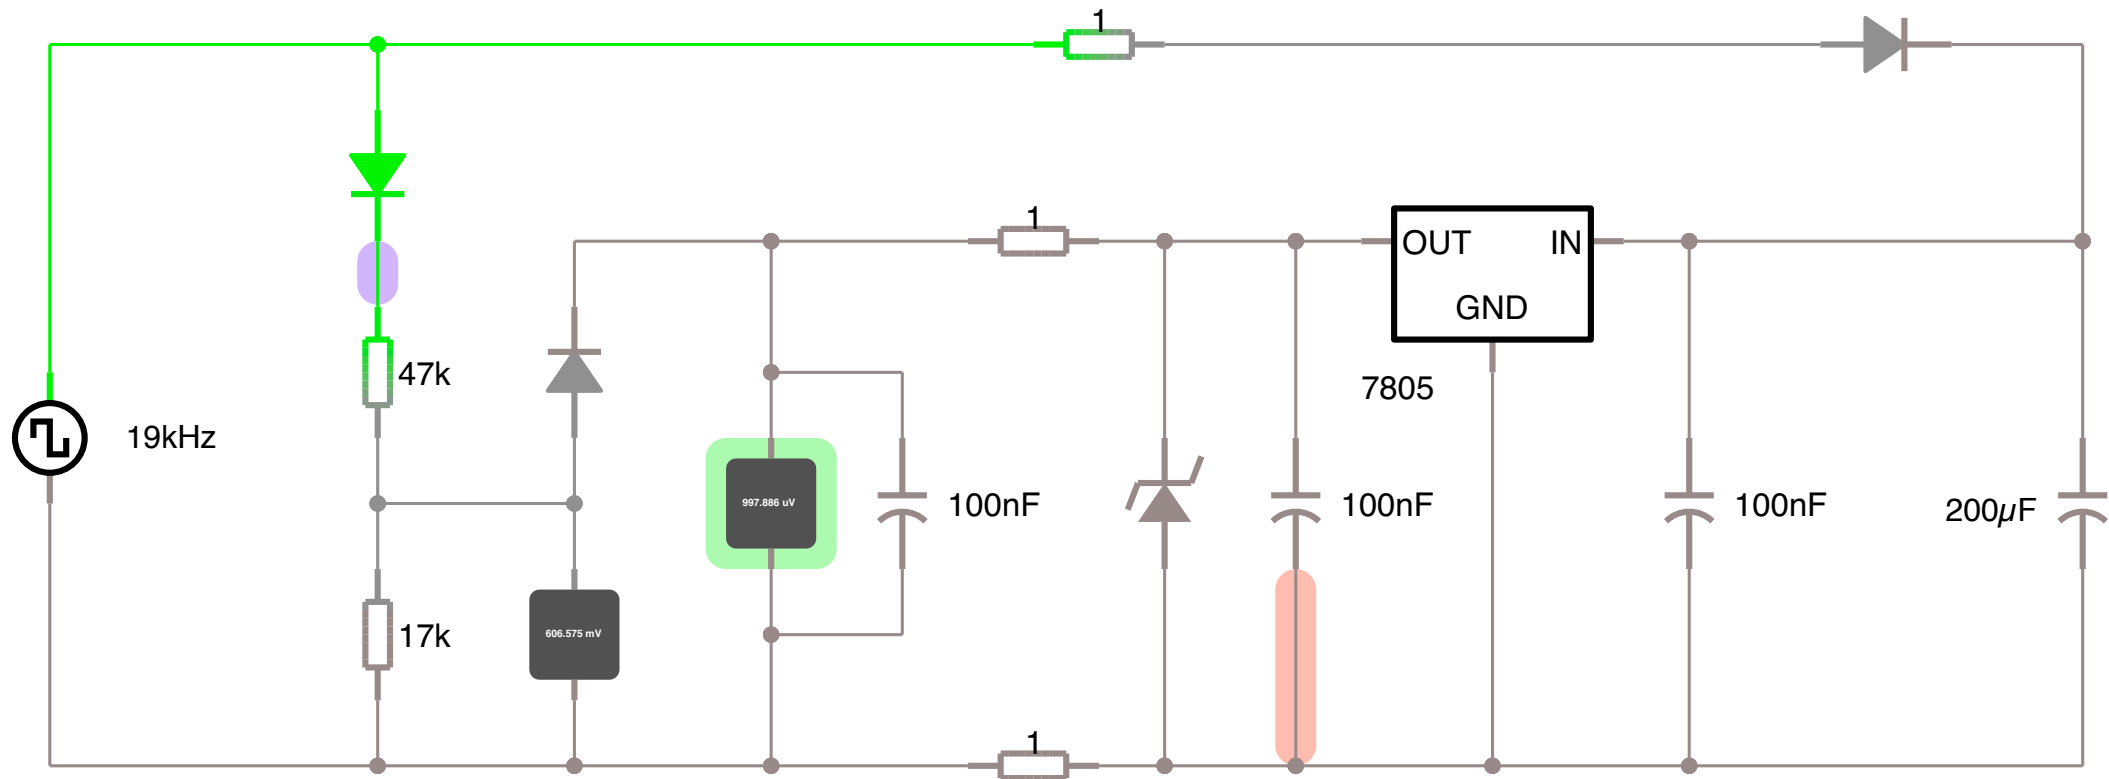 1
1
OUT
IN
GND
47k
7805
19kHz
997.886 uV
100nF
100nF
100nF
200µF
606.575 mV
17k
1